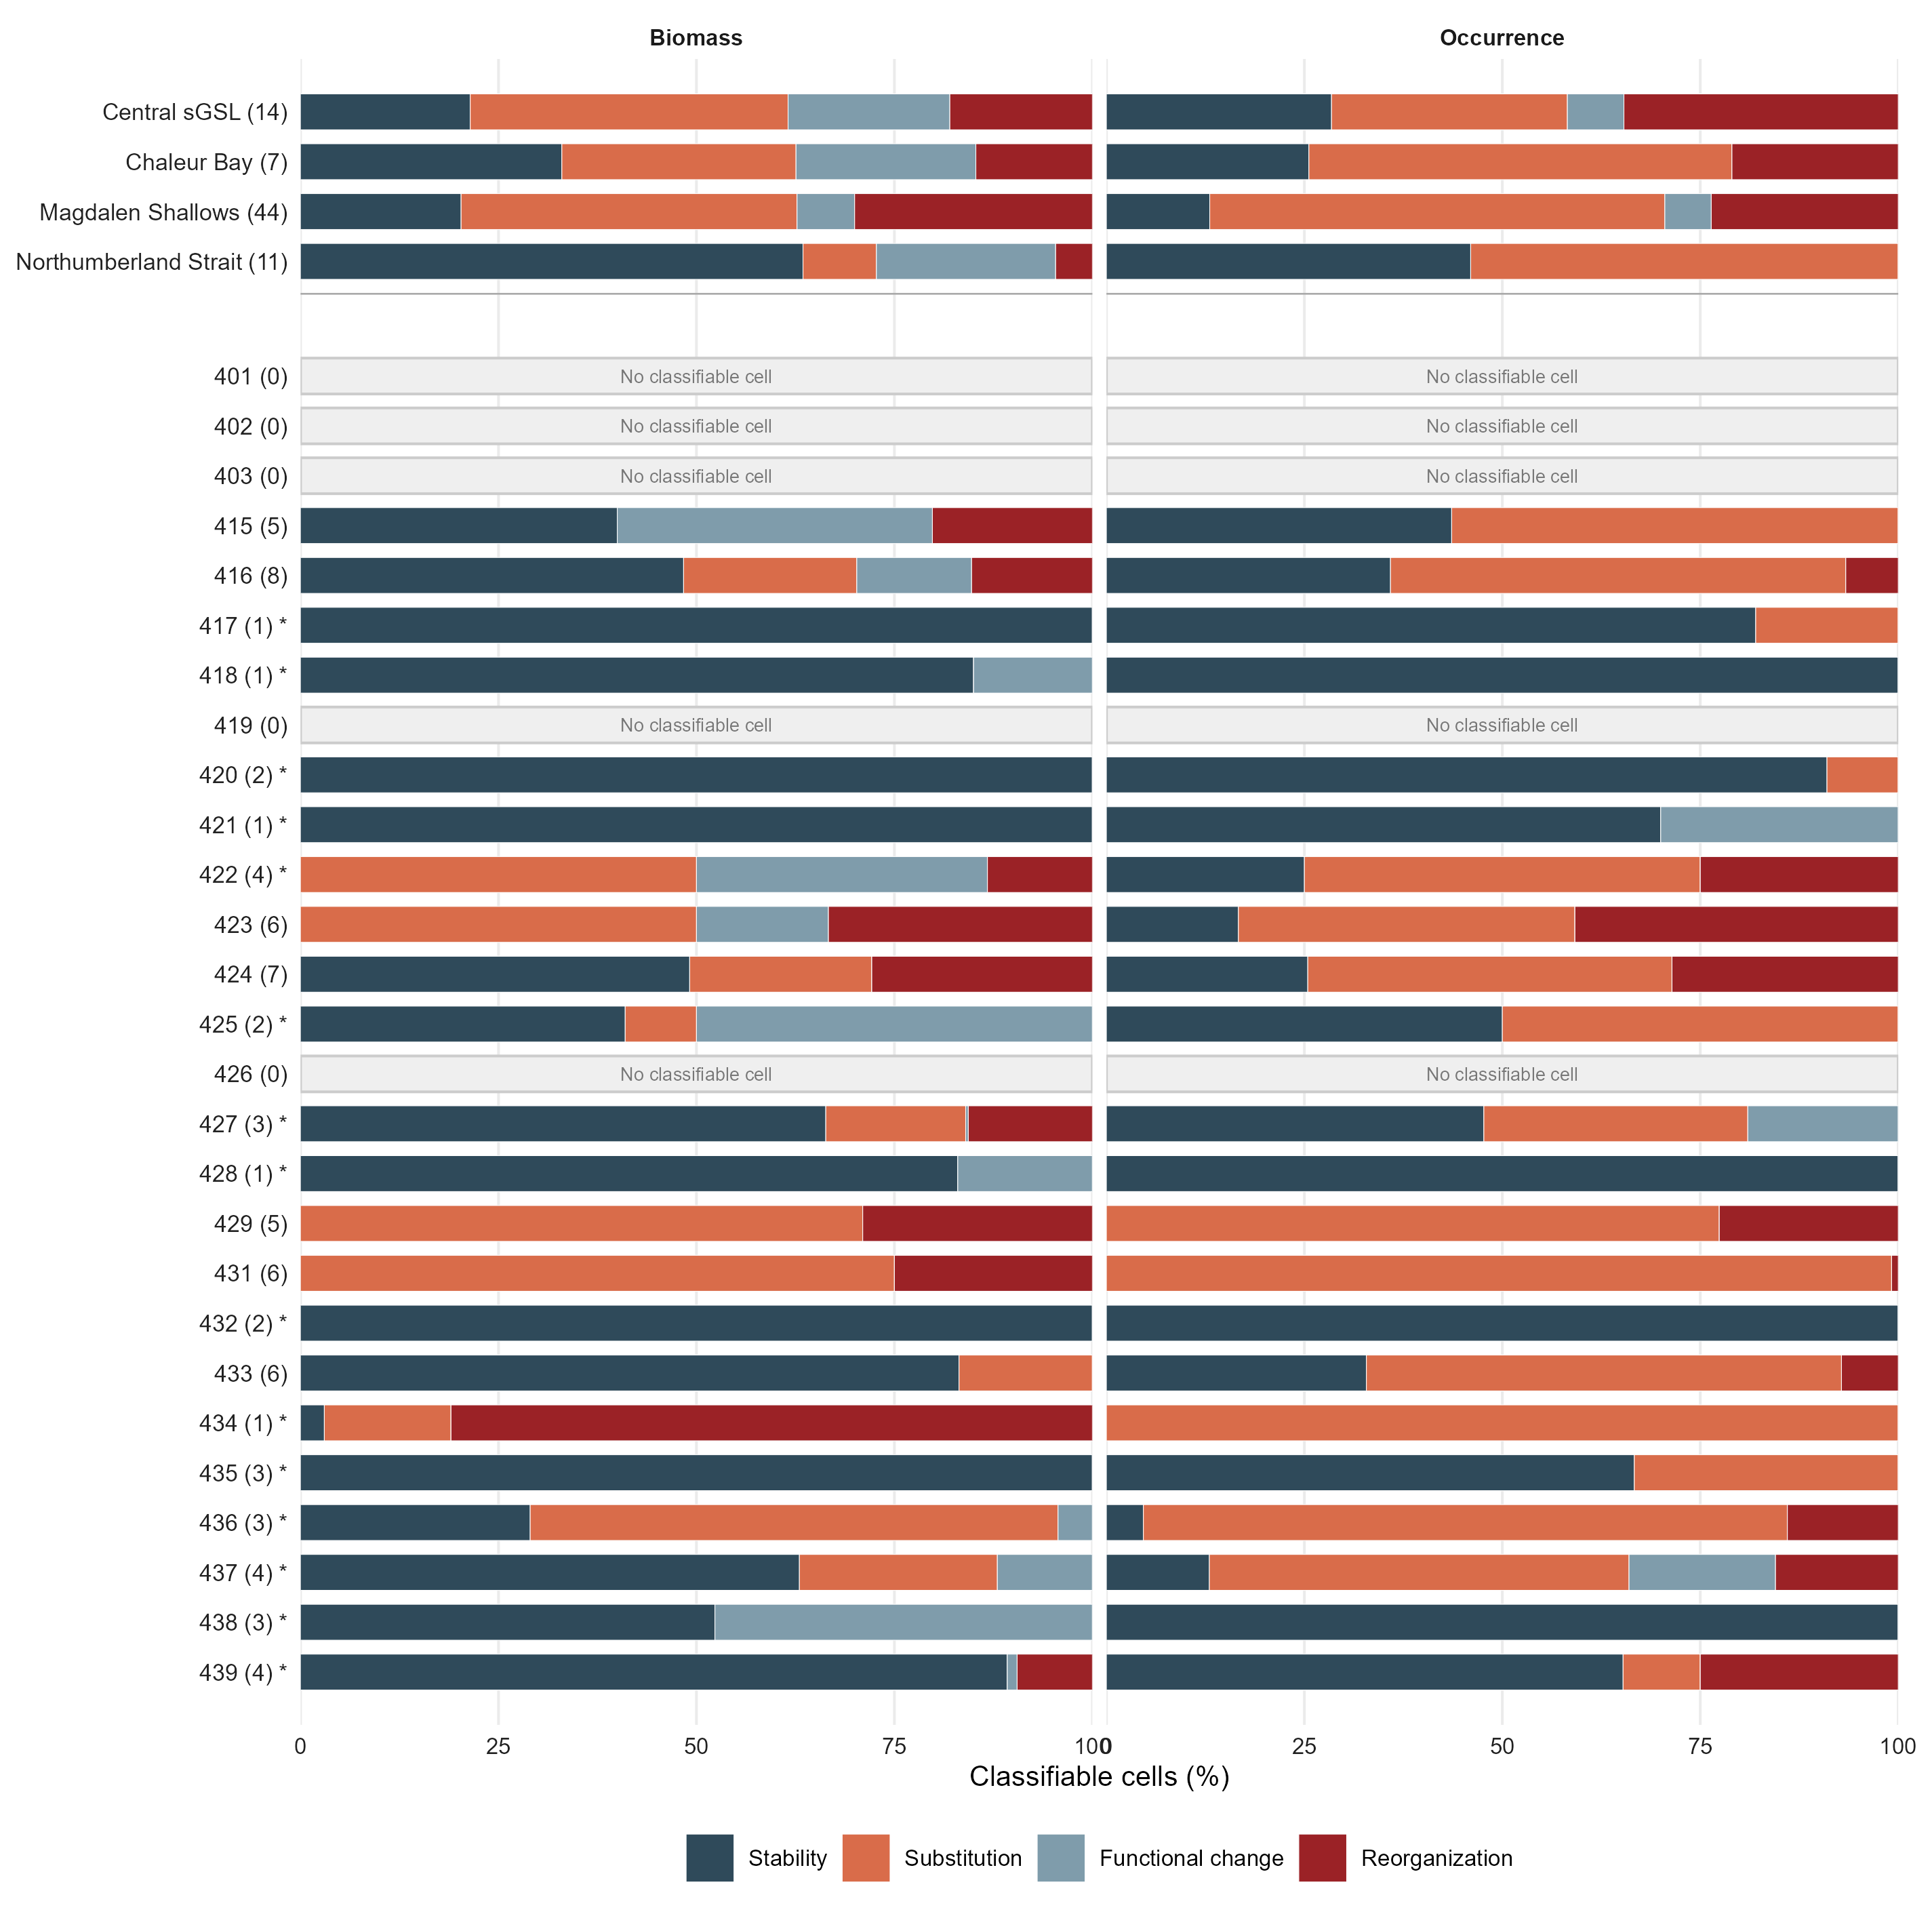 Biomass Occurrence
Central sGSL (14)
Chaleur Bay (7)
Magdalen Shallows (44)
Northumberland Strait (11)
401 (0) No classifiable cell No classifiable cell
402 (0) No classifiable cell No classifiable cell
403 (0) No classifiable cell No classifiable cell
415 (5)
416 (8)
417 (1) *
418 (1) *
419 (0) No classifiable cell No classifiable cell
420 (2) *
421 (1) *
422 (4) *
423 (6)
424 (7)
425 (2) *
426 (0) No classifiable cell No classifiable cell
427 (3) *
428 (1) *
429 (5)
431 (6)
432 (2) *
433 (6)
434 (1) *
435 (3) *
436 (3) *
437 (4) *
438 (3) *
439 (4) *
0 25 50 75 100 0 25 50 75 100
Classifiable cells (%)
Stability Substitution Functional change Reorganization